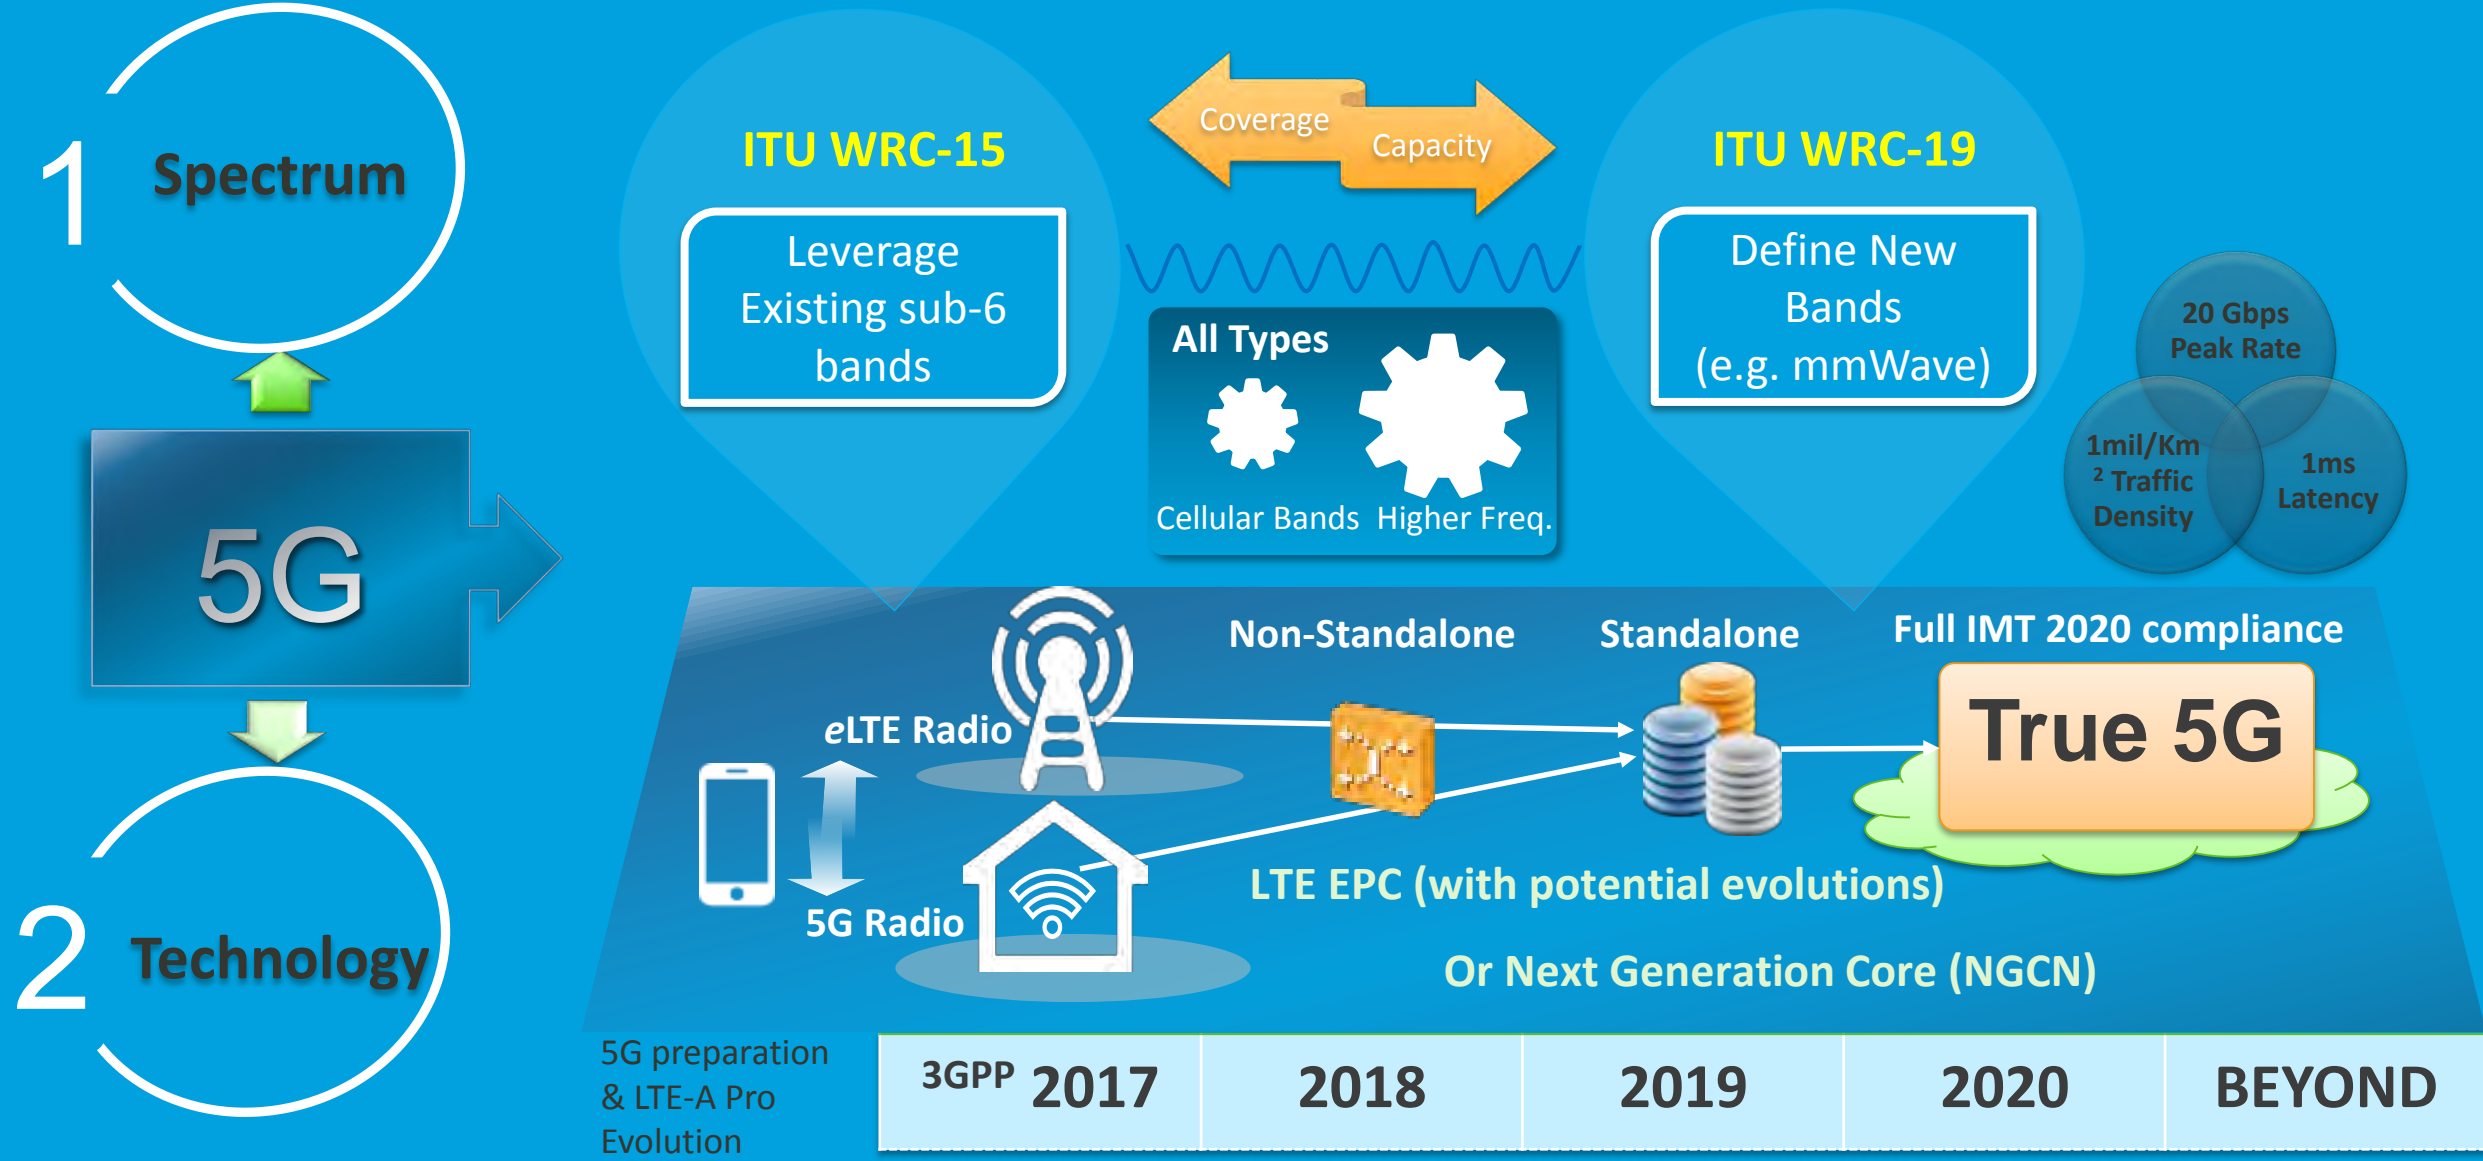 1
Spectrum
5G
2
Technology
ITU WRC-15
Leverage
Existing sub-6
bands
Coverage
Capacity
All Types
Cellular Bands Higher Freq.
ITU WRC-19
Define New
Bands
(e.g. mmWave)
20 Gbps
Peak Rate
1mil/Km
² Traffic
Density
1ms
Latency
Non-Standalone
Standalone
Full IMT 2020 compliance
True 5G
eLTE Radio
5G Radio
LTE EPC (with potential evolutions)
Or Next Generation Core (NGCN)
5G preparation
& LTE-A Pro
Evolution
3GPP 2017
2018
2019
2020
BEYOND